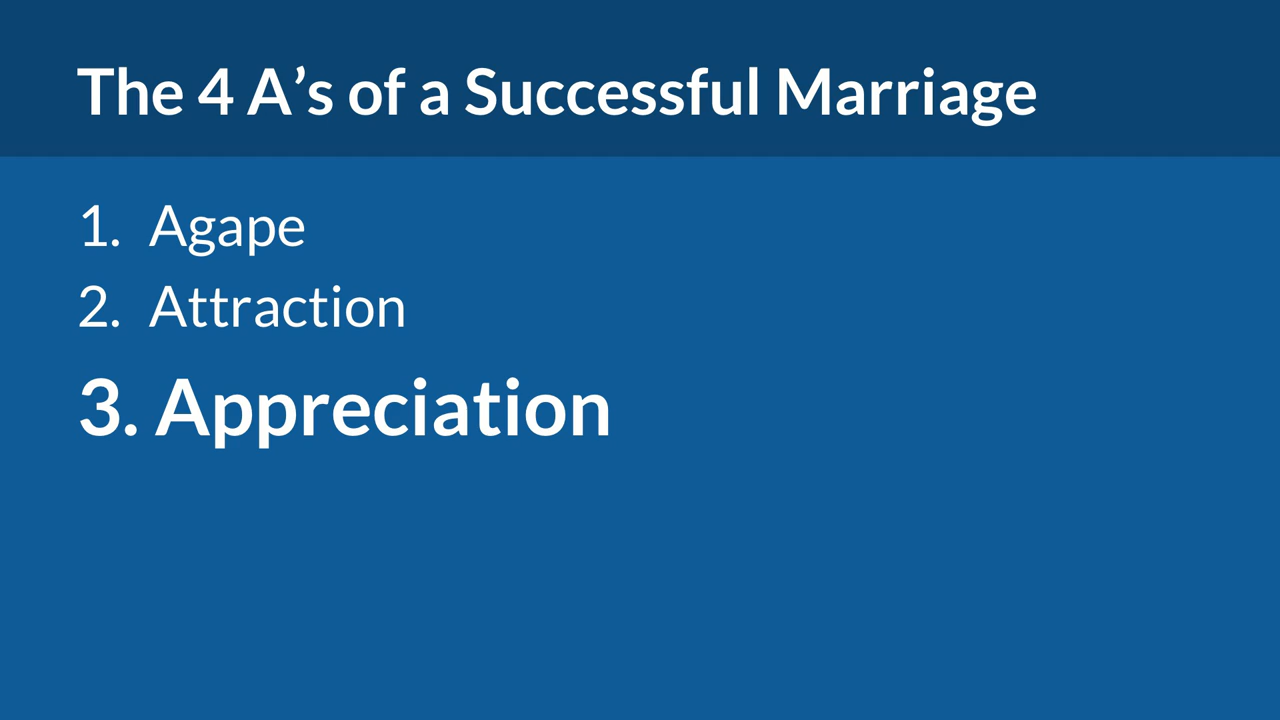 The 4 A’s of a Successful Marriage
1. Agape
2. Attraction
3. Appreciation